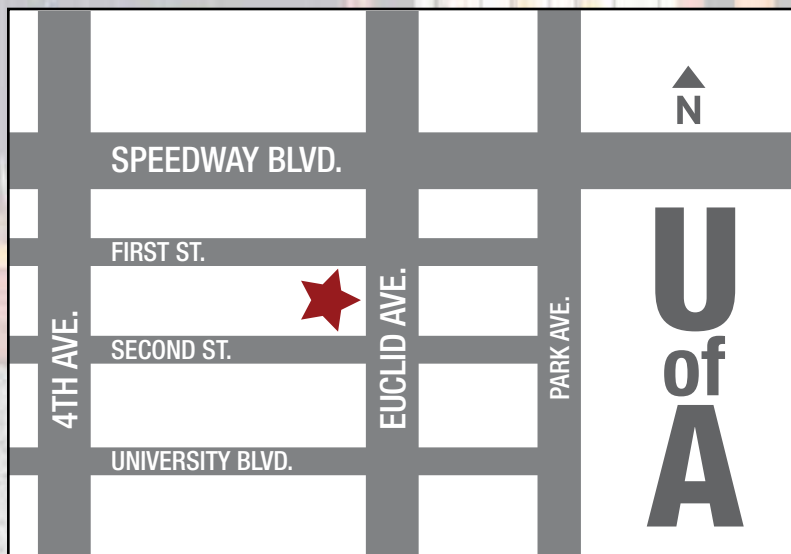 N
SPEEDWAY BLVD.
FIRST ST.
SECOND ST.
UNIVERSITY BLVD.
4TH AVE.
EUCLID AVE.
PARK AVE.
U
of
A